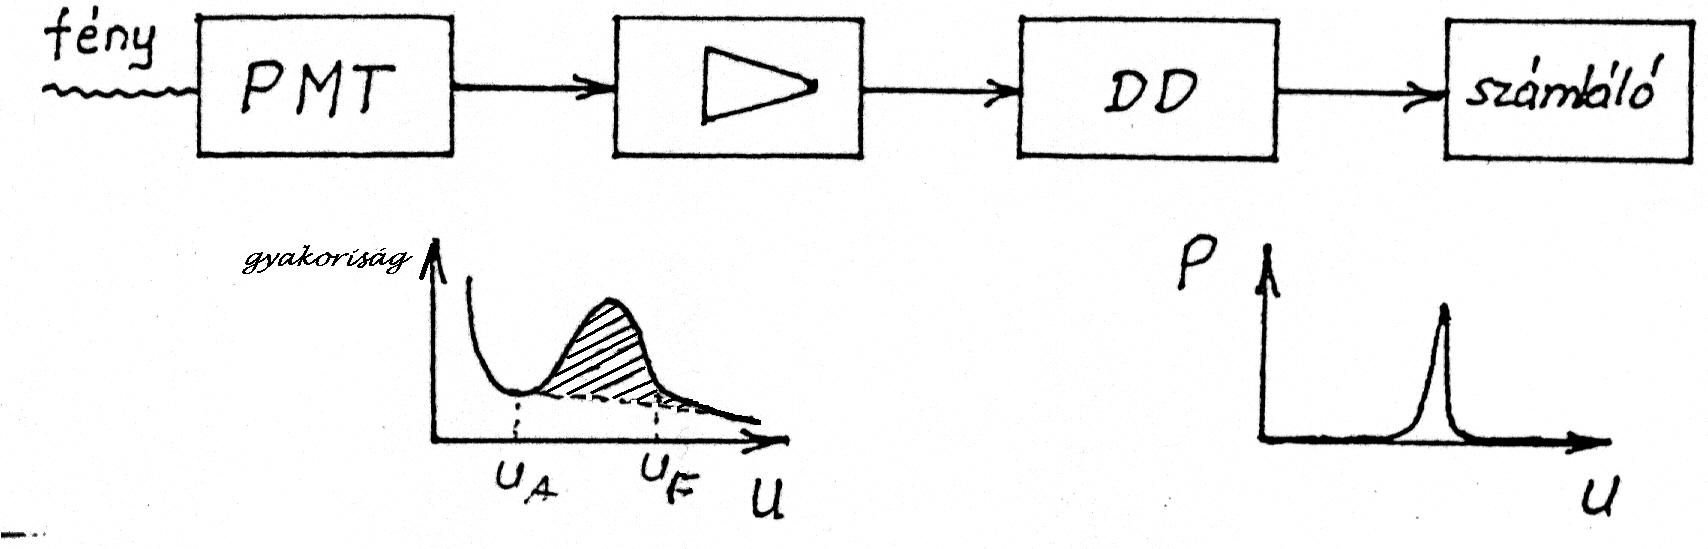 fény
PMT
DD
számláló
gyakoriság
P
U_A
U_F
U
U